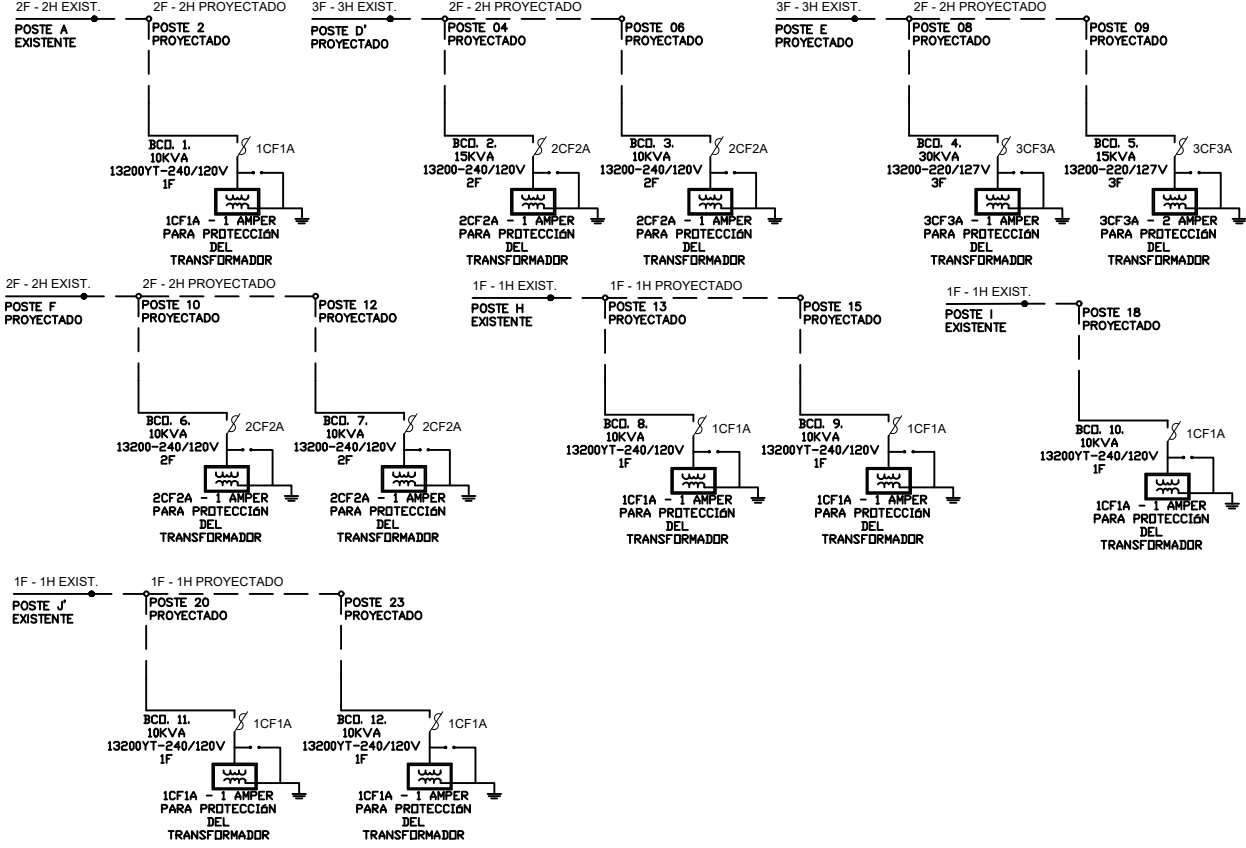 2F - 2H EXIST.
2F - 2H PROYECTADO
POSTE A
EXISTENTE
POSTE 2
PROYECTADO
BCO. 1.
10KVA
13200YT-240/120V
1F
1CF1A
1CF1A - 1 AMPER
PARA PROTECCIóN
DEL
TRANSFORMADOR
3F - 3H EXIST.
2F - 2H PROYECTADO
POSTE D'
PROYECTADO
POSTE 04
PROYECTADO
POSTE 06
PROYECTADO
BCO. 2.
15KVA
13200-240/120V
2F
2CF2A
2CF2A - 1 AMPER
PARA PROTECCIóN
DEL
TRANSFORMADOR
BCO. 3.
10KVA
13200-240/120V
2F
2CF2A
2CF2A - 1 AMPER
PARA PROTECCIóN
DEL
TRANSFORMADOR
3F - 3H EXIST.
2F - 2H PROYECTADO
POSTE E
PROYECTADO
POSTE 08
PROYECTADO
POSTE 09
PROYECTADO
BCO. 4.
30KVA
13200-220/127V
3F
3CF3A
3CF3A - 1 AMPER
PARA PROTECCIóN
DEL
TRANSFORMADOR
BCO. 5.
15KVA
13200-220/127V
3F
3CF3A
3CF3A - 2 AMPER
PARA PROTECCIóN
DEL
TRANSFORMADOR
2F - 2H EXIST.
2F - 2H PROYECTADO
POSTE F
PROYECTADO
POSTE 10
PROYECTADO
POSTE 12
PROYECTADO
BCO. 6.
10KVA
13200-240/120V
2F
2CF2A
2CF2A - 1 AMPER
PARA PROTECCIóN
DEL
TRANSFORMADOR
BCO. 7.
10KVA
13200-240/120V
2F
2CF2A
2CF2A - 1 AMPER
PARA PROTECCIóN
DEL
TRANSFORMADOR
1F - 1H EXIST.
1F - 1H PROYECTADO
POSTE H
EXISTENTE
POSTE 13
PROYECTADO
POSTE 15
PROYECTADO
BCO. 8.
10KVA
13200YT-240/120V
1F
1CF1A
1CF1A - 1 AMPER
PARA PROTECCIóN
DEL
TRANSFORMADOR
BCO. 9.
10KVA
13200YT-240/120V
1F
1CF1A
1CF1A - 1 AMPER
PARA PROTECCIóN
DEL
TRANSFORMADOR
1F - 1H EXIST.
POSTE I
EXISTENTE
POSTE 18
PROYECTADO
BCO. 10.
10KVA
13200YT-240/120V
1F
1CF1A
1CF1A - 1 AMPER
PARA PROTECCIóN
DEL
TRANSFORMADOR
1F - 1H EXIST.
1F - 1H PROYECTADO
POSTE J'
EXISTENTE
POSTE 20
PROYECTADO
POSTE 23
PROYECTADO
BCO. 11.
10KVA
13200YT-240/120V
1F
1CF1A
1CF1A - 1 AMPER
PARA PROTECCIóN
DEL
TRANSFORMADOR
BCO. 12.
10KVA
13200YT-240/120V
1F
1CF1A
1CF1A - 1 AMPER
PARA PROTECCIóN
DEL
TRANSFORMADOR